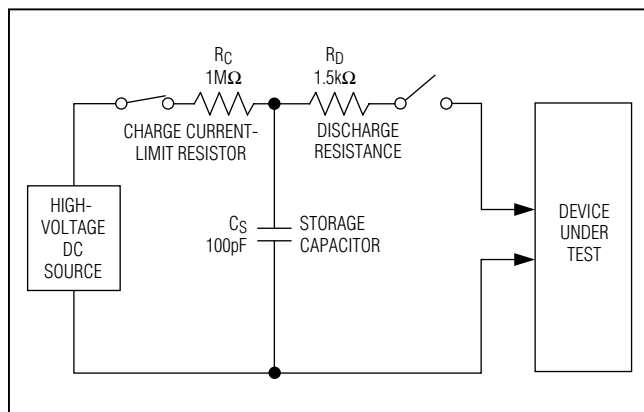 RC
1MΩ
RD
1.5kΩ
CHARGE CURRENT-
LIMIT RESISTOR
DISCHARGE
RESISTANCE
HIGH-
VOLTAGE
DC
SOURCE
CS
100pF
STORAGE
CAPACITOR
DEVICE
UNDER
TEST